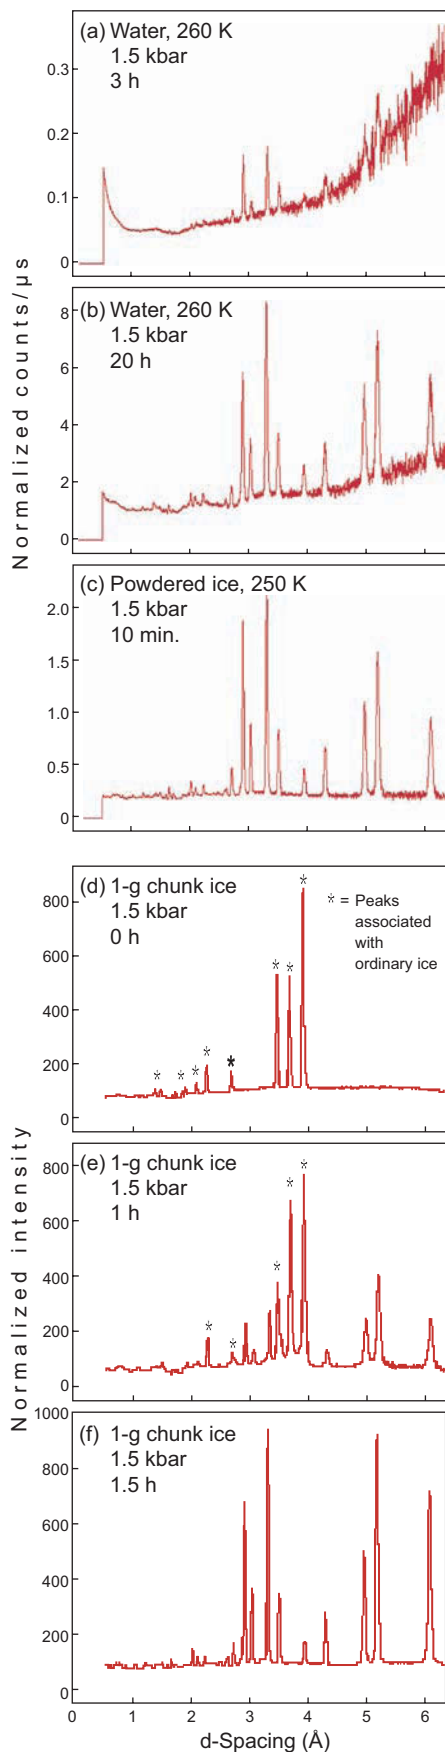 (a) Water, 260 K
1.5 kbar
3 h
0.3
0.2
0.1
0
(b) Water, 260 K
1.5 kbar
20 h
8
6
4
2
0
Normalized counts/µs
(c) Powdered ice, 250 K
1.5 kbar
10 min.
2.0
1.5
1.0
0.5
0
(d) 1-g chunk ice
1.5 kbar
0 h
* = Peaks
associated
with
ordinary ice
800
600
400
200
0
(e) 1-g chunk ice
1.5 kbar
1 h
800
600
400
200
0
Normalized intensity
(f) 1-g chunk ice
1.5 kbar
1.5 h
1000
800
600
400
200
0
0 1 2 3 4 5 6
d-Spacing (Å)